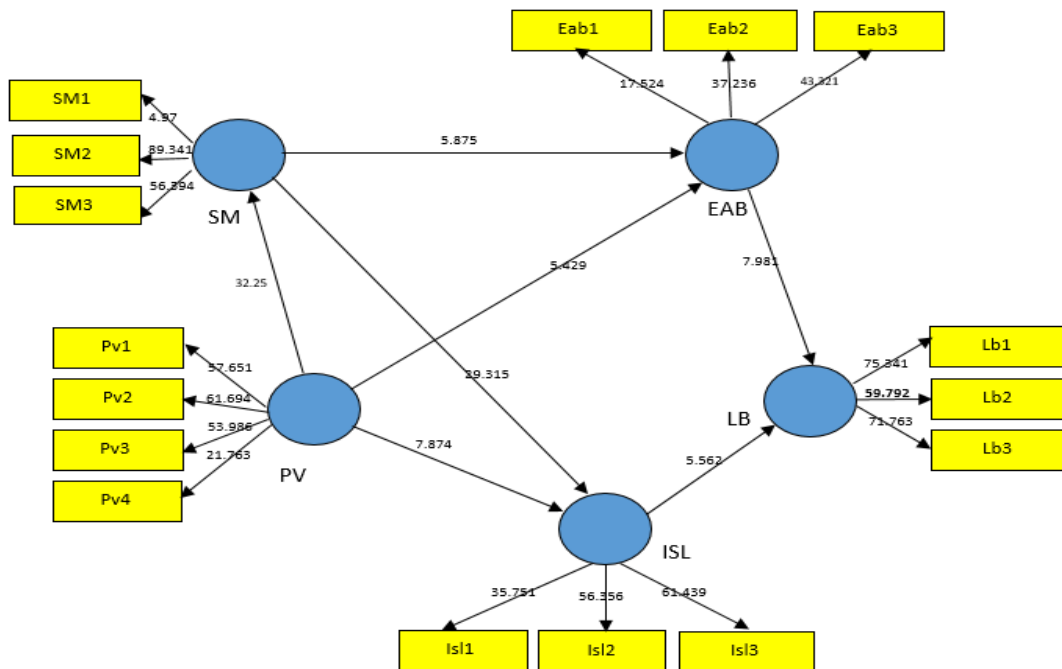 Eab1
Eab2
Eab3
17.524
37.236
43.321
SM1
4.97
SM2
89.341
SM3
56.394
SM
5.875
EAB
5.429
7.981
32.25
29.315
Pv1
57.651
Pv2
61.694
Pv3
53.986
Pv4
21.763
PV
7.874
LB
75.341
Lb1
59.792
Lb2
71.763
Lb3
5.562
ISL
35.751
56.356
61.439
Isl1
Isl2
Isl3